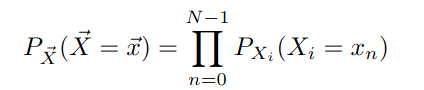 $P_{\vec{X}}(\vec{X} = \vec{x}) = \prod_{n=0}^{N-1} P_{X_i}(X_i = x_n)$